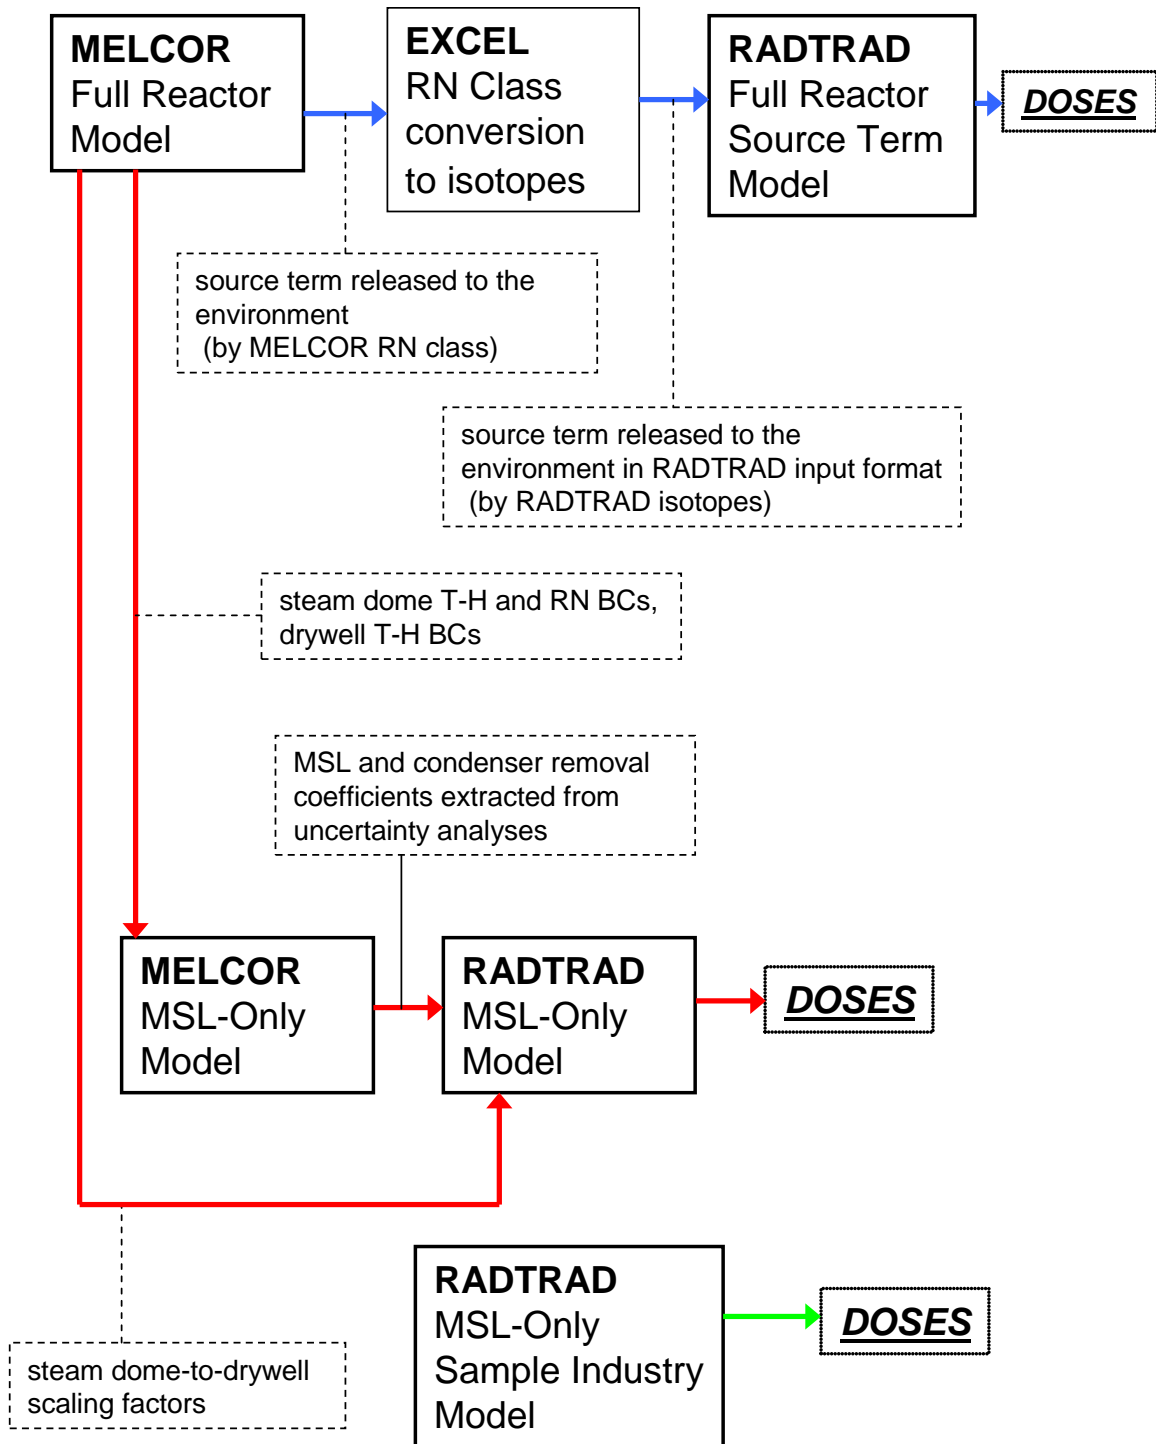 MELCOR
Full Reactor
Model
EXCEL
RN Class
conversion
to isotopes
RADTRAD
Full Reactor
Source Term
Model
DOSES
source term released to the
environment
(by MELCOR RN class)
source term released to the
environment in RADTRAD input format
(by RADTRAD isotopes)
steam dome T-H and RN BCs,
drywell T-H BCs
MSL and condenser removal
coefficients extracted from
uncertainty analyses
MELCOR
MSL-Only
Model
RADTRAD
MSL-Only
Model
DOSES
RADTRAD
MSL-Only
Sample Industry
Model
DOSES
steam dome-to-drywell
scaling factors